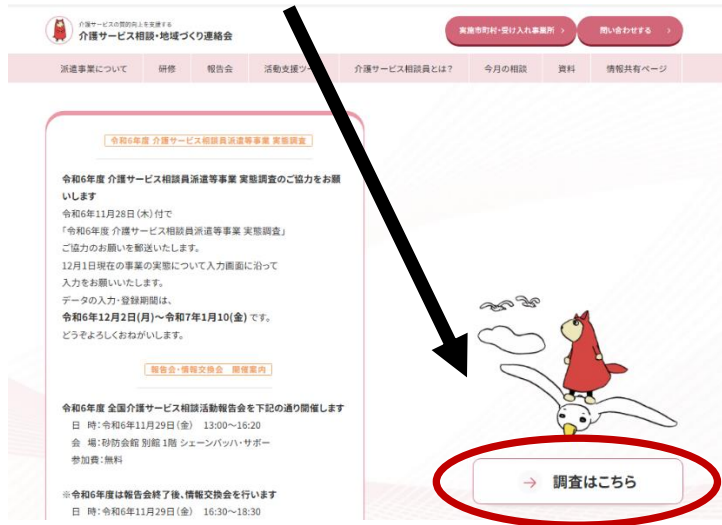 介護サービスの質的向上を支援する
介護サービス相談・地域づくり連絡会
実施市町村・受け入れ事業所 >
問い合わせする >
派遣事業について 研修 報告会 活動支援ツー 介護サービス相談員とは? 今月の相談 資料 情報共有ページ
令和6年度 介護サービス相談員派遣等事業 実態調査
令和6年度 介護サービス相談員派遣等事業 実態調査のご協力をお願
いします
令和6年11月28日(木)付で
「令和6年度 介護サービス相談員派遣等事業 実態調査」
ご協力のお願いを郵送いたします。
12月1日現在の事業の実態について入力画面に沿って
入力をお願いいたします。
データの入力・登録期間は、
令和6年12月2日(月)~令和7年1月10(金) です。
どうぞよろしくおねがいします。
報告会・情報交換会 開催案内
令和6年度 全国介護サービス相談活動報告会を下記の通り開催します
日 時:令和6年11月29日(金) 13:00~16:20
会 場:砂防会館 別館 1階 シェーンバッハ・サボー
参加費:無料
※令和6年度は報告会終了後、情報交換会を行います
日 時:令和6年11月29日(金) 16:30~18:30
→ 調査はこちら